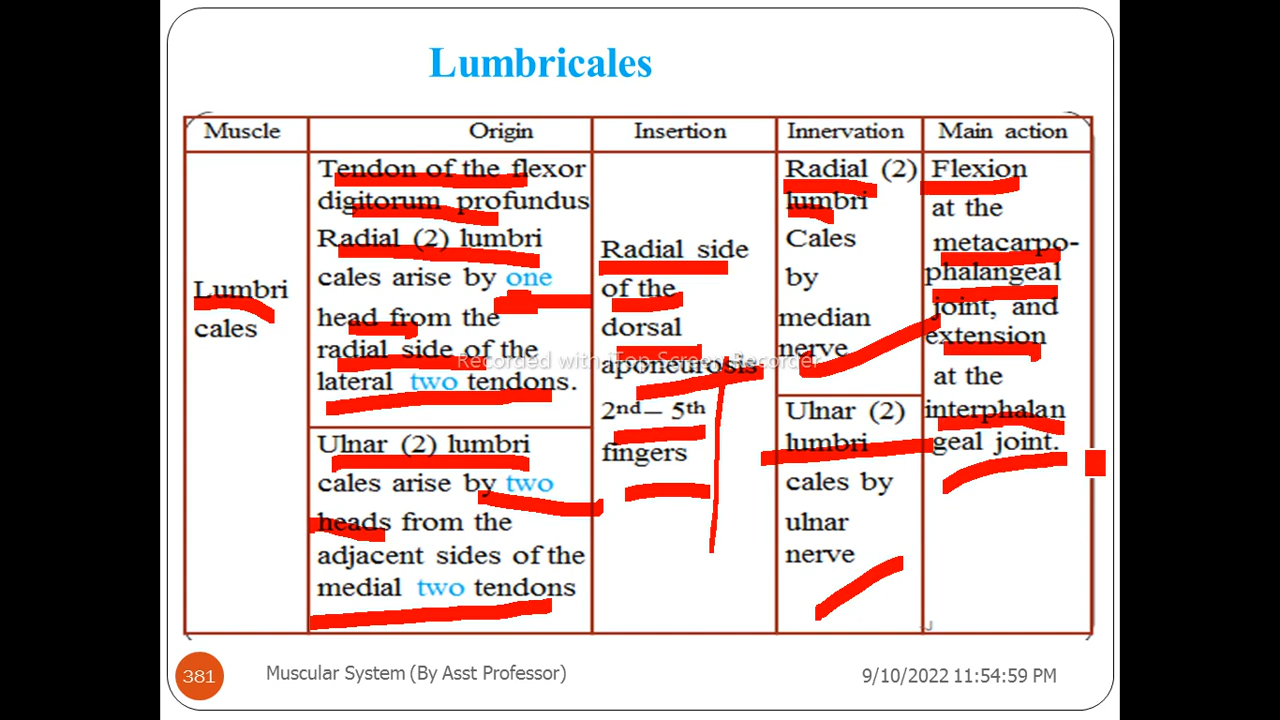 Lumbricales
Muscle
Origin
Insertion
Innervation
Main action
Lumbri
cales
Tendon of the flexor
digitorum profundus
Radial (2) lumbri
cales arise by one
head from the
radial side of the
lateral two tendons.
Ulnar (2) lumbri
cales arise by two
heads from the
adjacent sides of the
medial two tendons
Radial side
of the
dorsal
aponeurosis
2nd– 5th
fingers
Radial (2)
lumbri
Cales
by
median
nerve
Ulnar (2)
lumbri
cales by
ulnar
nerve
Flexion
at the
metacarpo-
phalangeal
joint, and
extension
at the
interphalan
geal joint.
Recorded with iTop Screen Recorder
381
Muscular System (By Asst Professor)
9/10/2022 11:54:59 PM